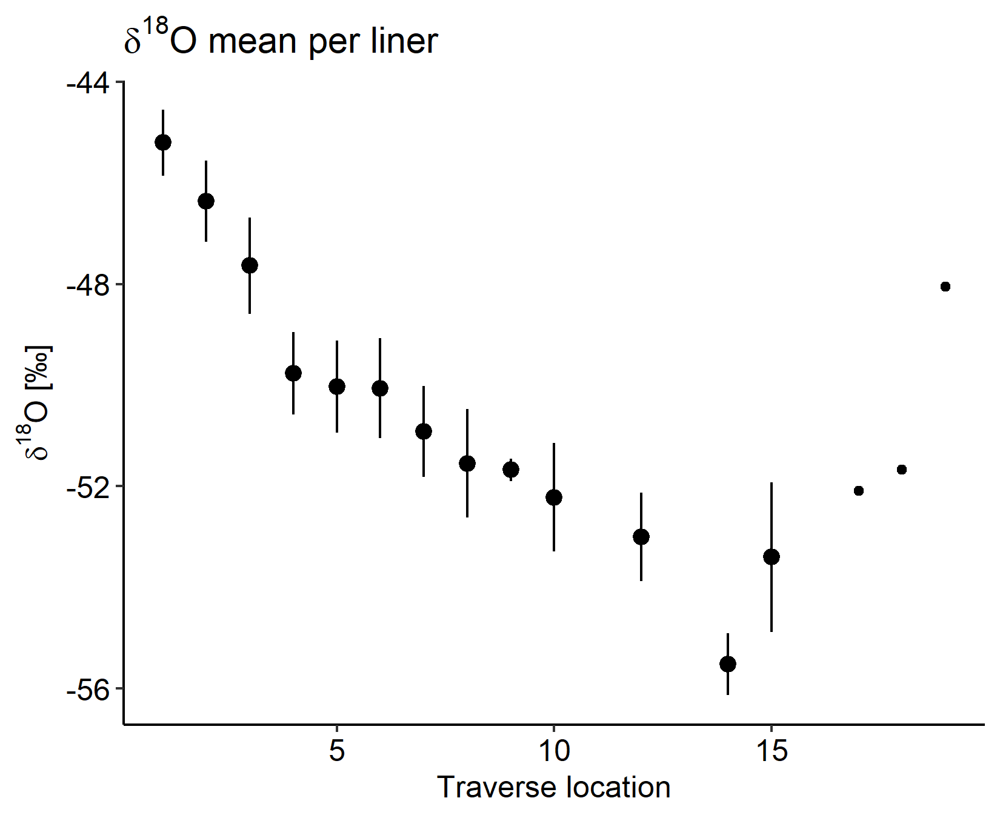 δ¹⁸O mean per liner
-44
-48
-52
-56
δ¹⁸O [‰]
5 10 15
Traverse location